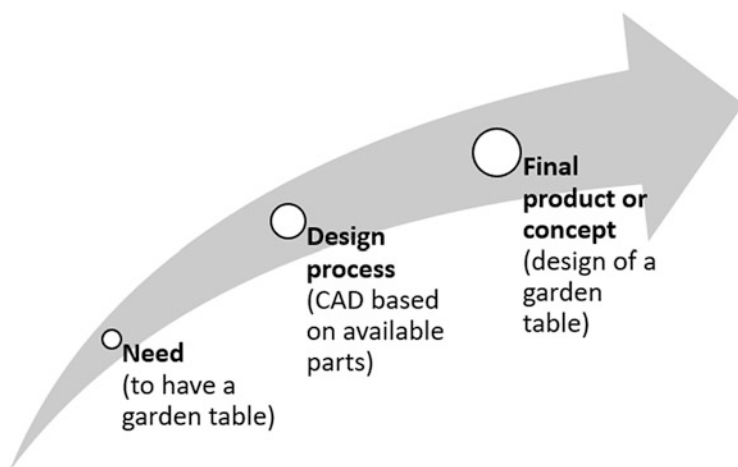 Need
(to have a
garden table)
Design
process
(CAD based
on available
parts)
Final
product or
concept
(design of a
garden
table)